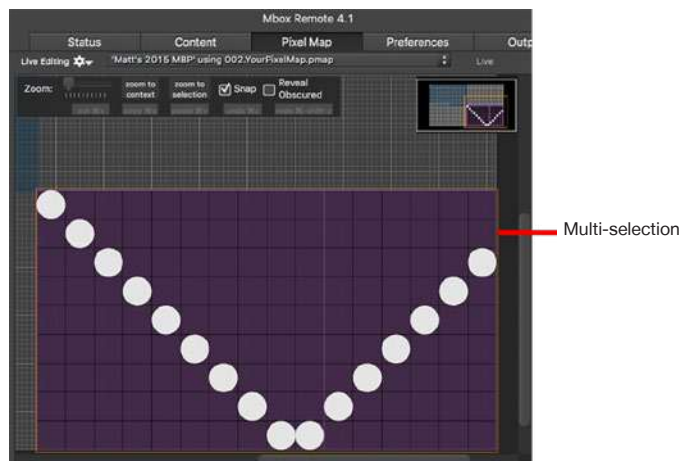 Mbox Remote 4.1
Status Content Pixel Map Preferences Outp
Live Editing 'Matt's 2015 MBP' using 002.YourPixelMap.pmap Live
Zoom: zoom to context zoom to selection Snap Reveal Obscured
Multi-selection